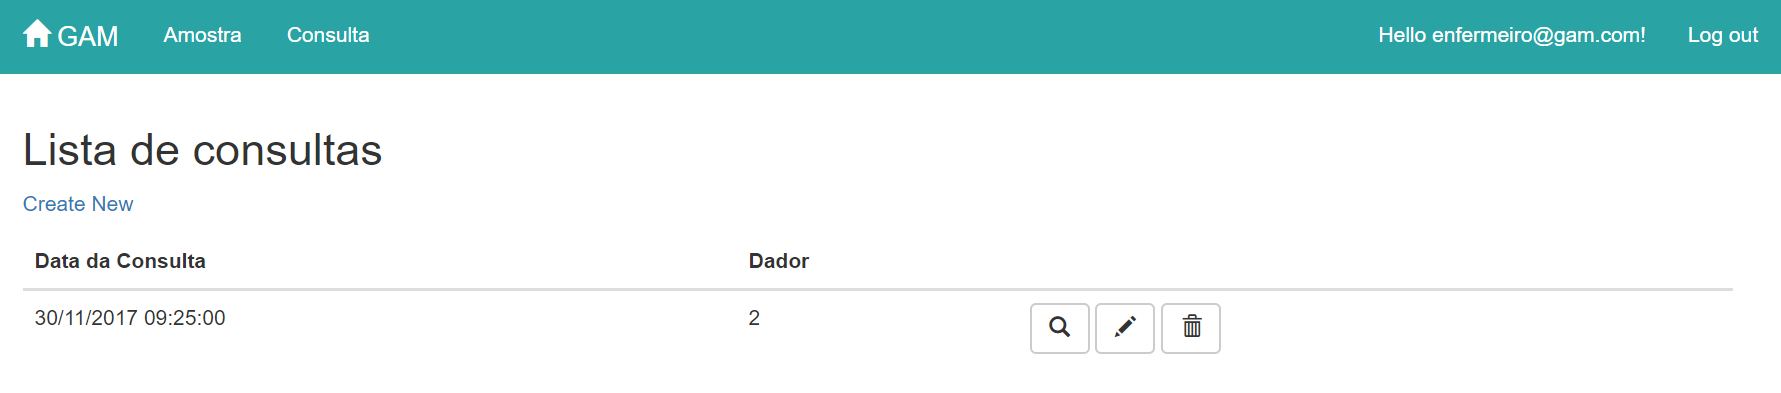 GAM Amostra Consulta Hello enfermeiro@gam.com! Log out
Lista de consultas
Create New
Data da Consulta Dador
30/11/2017 09:25:00 2